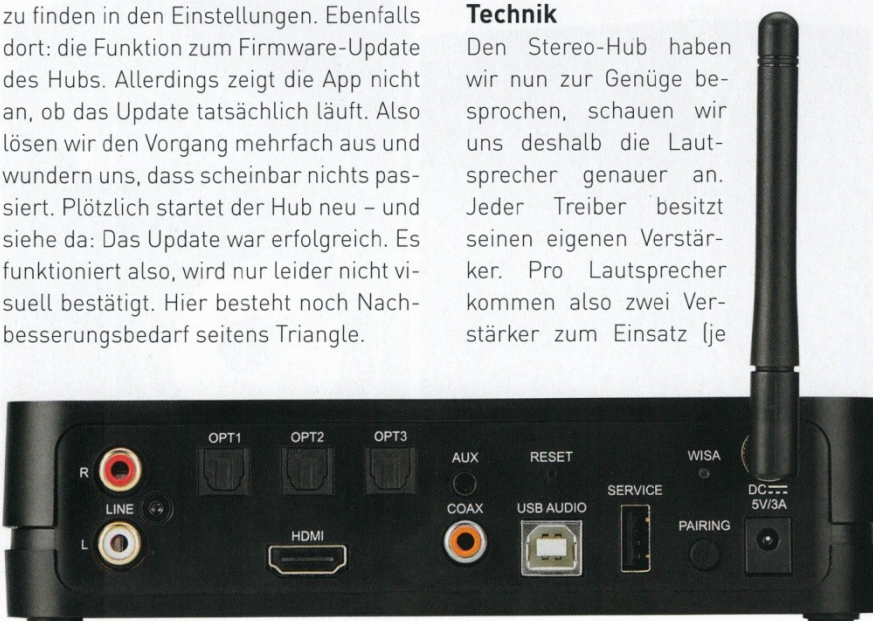 zu finden in den Einstellungen. Ebenfalls
dort: die Funktion zum Firmware-Update
des Hubs. Allerdings zeigt die App nicht
an, ob das Update tatsächlich läuft. Also
lösen wir den Vorgang mehrfach aus und
wundern uns, dass scheinbar nichts pas-
siert. Plötzlich startet der Hub neu – und
siehe da: Das Update war erfolgreich. Es
funktioniert also, wird nur leider nicht vi-
suell bestätigt. Hier besteht noch Nach-
besserungsbedarf seitens Triangle.
Technik
Den Stereo-Hub haben
wir nun zur Genüge be-
sprochen, schauen wir
uns deshalb die Laut-
sprecher genauer an.
Jeder Treiber besitzt
seinen eigenen Verstär-
ker. Pro Lautsprecher
kommen also zwei Ver-
stärker zum Einsatz (je
R
LINE
L
OPT1
OPT2
OPT3
HDMI
AUX
COAX
RESET
USB AUDIO
SERVICE
WISA
PAIRING
DC
5V/3A